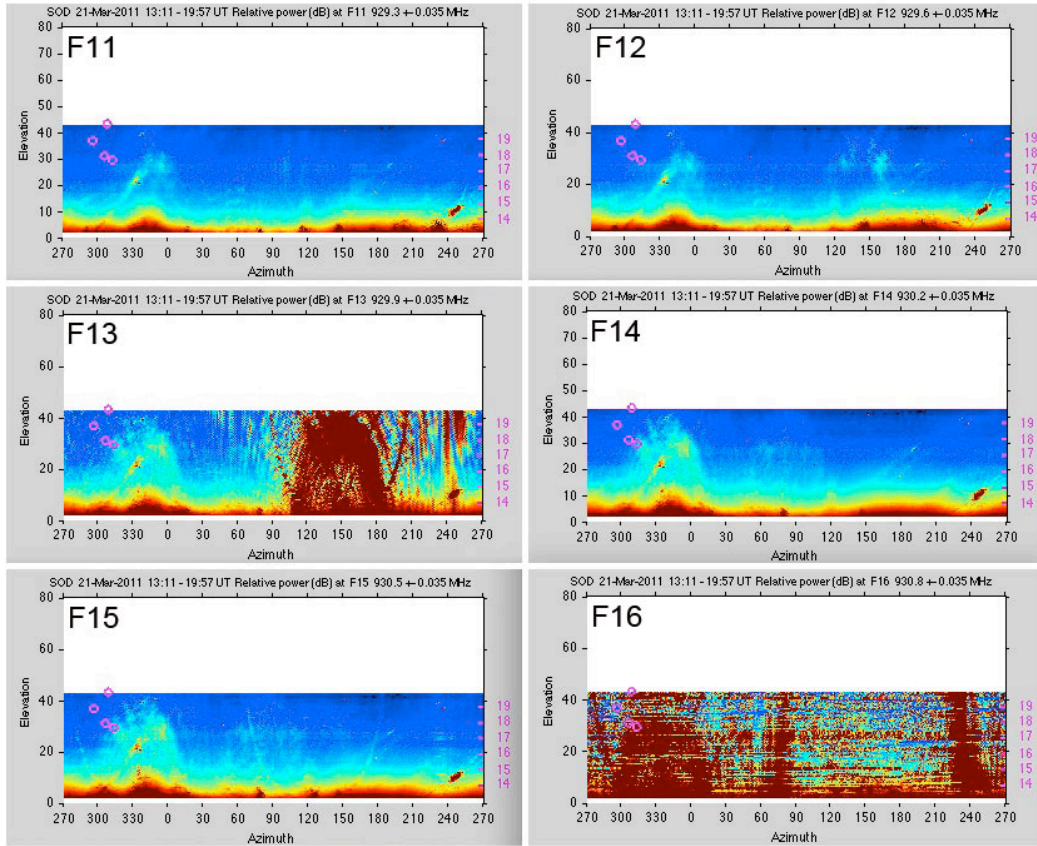 SOD 21-Mar-2011 13:11 - 19:57 UT Relative power (dB) at F11 929.3 +- 0.035 MHz
F11
Elevation
80
70
60
50
40
30
20
10
0
19
18
17
16
15
14
270 300 330 0 30 60 90 120 150 180 210 240 270
Azimuth
SOD 21-Mar-2011 13:11 - 19:57 UT Relative power (dB) at F12 929.6 +- 0.035 MHz
F12
Elevation
80
60
40
20
0
19
18
17
16
15
14
270 300 330 0 30 60 90 120 150 180 210 240 270
Azimuth
SOD 21-Mar-2011 13:11 - 19:57 UT Relative power (dB) at F13 929.9 +- 0.035 MHz
F13
Elevation
80
60
40
20
0
19
18
17
16
15
14
270 300 330 0 30 60 90 120 150 180 210 240 270
Azimuth
SOD 21-Mar-2011 13:11 - 19:57 UT Relative power (dB) at F14 930.2 +- 0.035 MHz
F14
Elevation
80
70
60
50
40
30
20
10
0
19
18
17
16
15
14
270 300 330 0 30 60 90 120 150 180 210 240 270
Azimuth
SOD 21-Mar-2011 13:11 - 19:57 UT Relative power (dB) at F15 930.5 +- 0.035 MHz
F15
Elevation
80
60
40
20
0
19
18
17
16
15
14
270 300 330 0 30 60 90 120 150 180 210 240 270
Azimuth
SOD 21-Mar-2011 13:11 - 19:57 UT Relative power (dB) at F16 930.8 +- 0.035 MHz
F16
Elevation
80
60
40
20
0
19
18
17
16
15
14
270 300 330 0 30 60 90 120 150 180 210 240 270
Azimuth